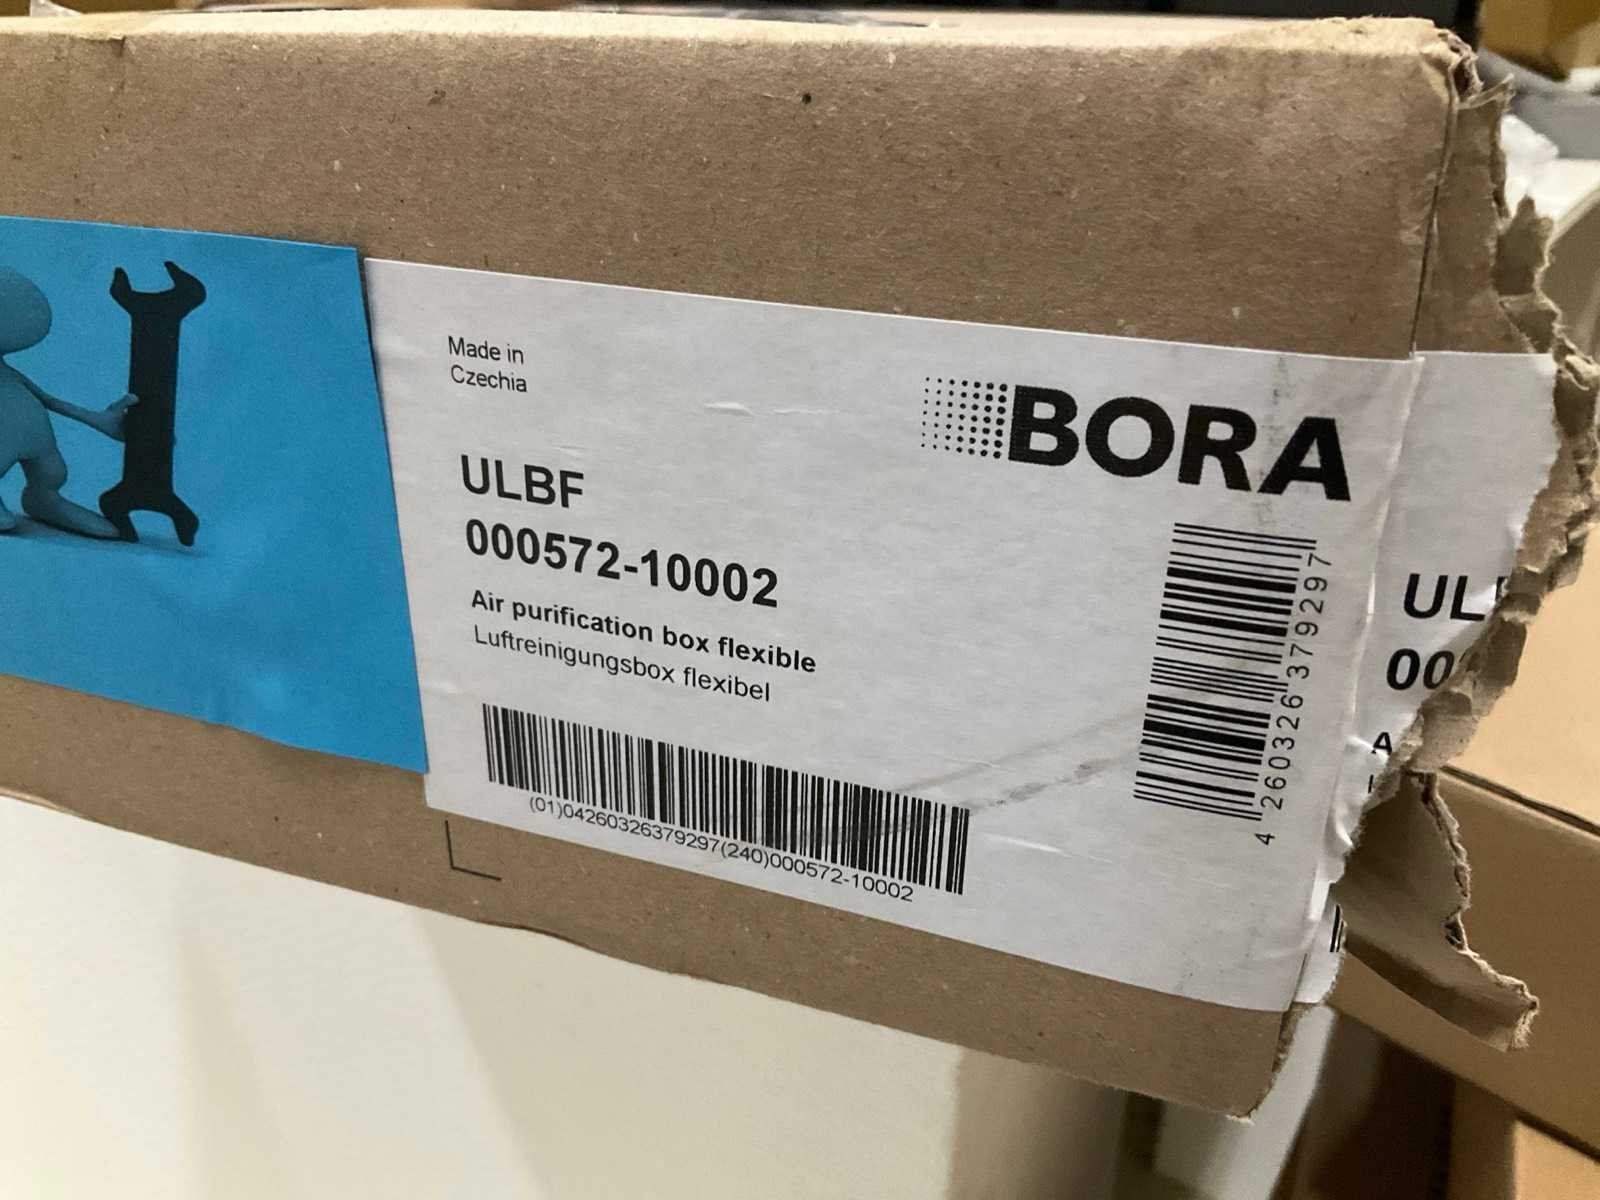 Made in
Czechia
BORA
ULBF
000572-10002
Air purification box flexible
Luftreinigungsbox flexibel
(01)04260326379297(240)000572-10002
4 260326 379297
UL
00
A